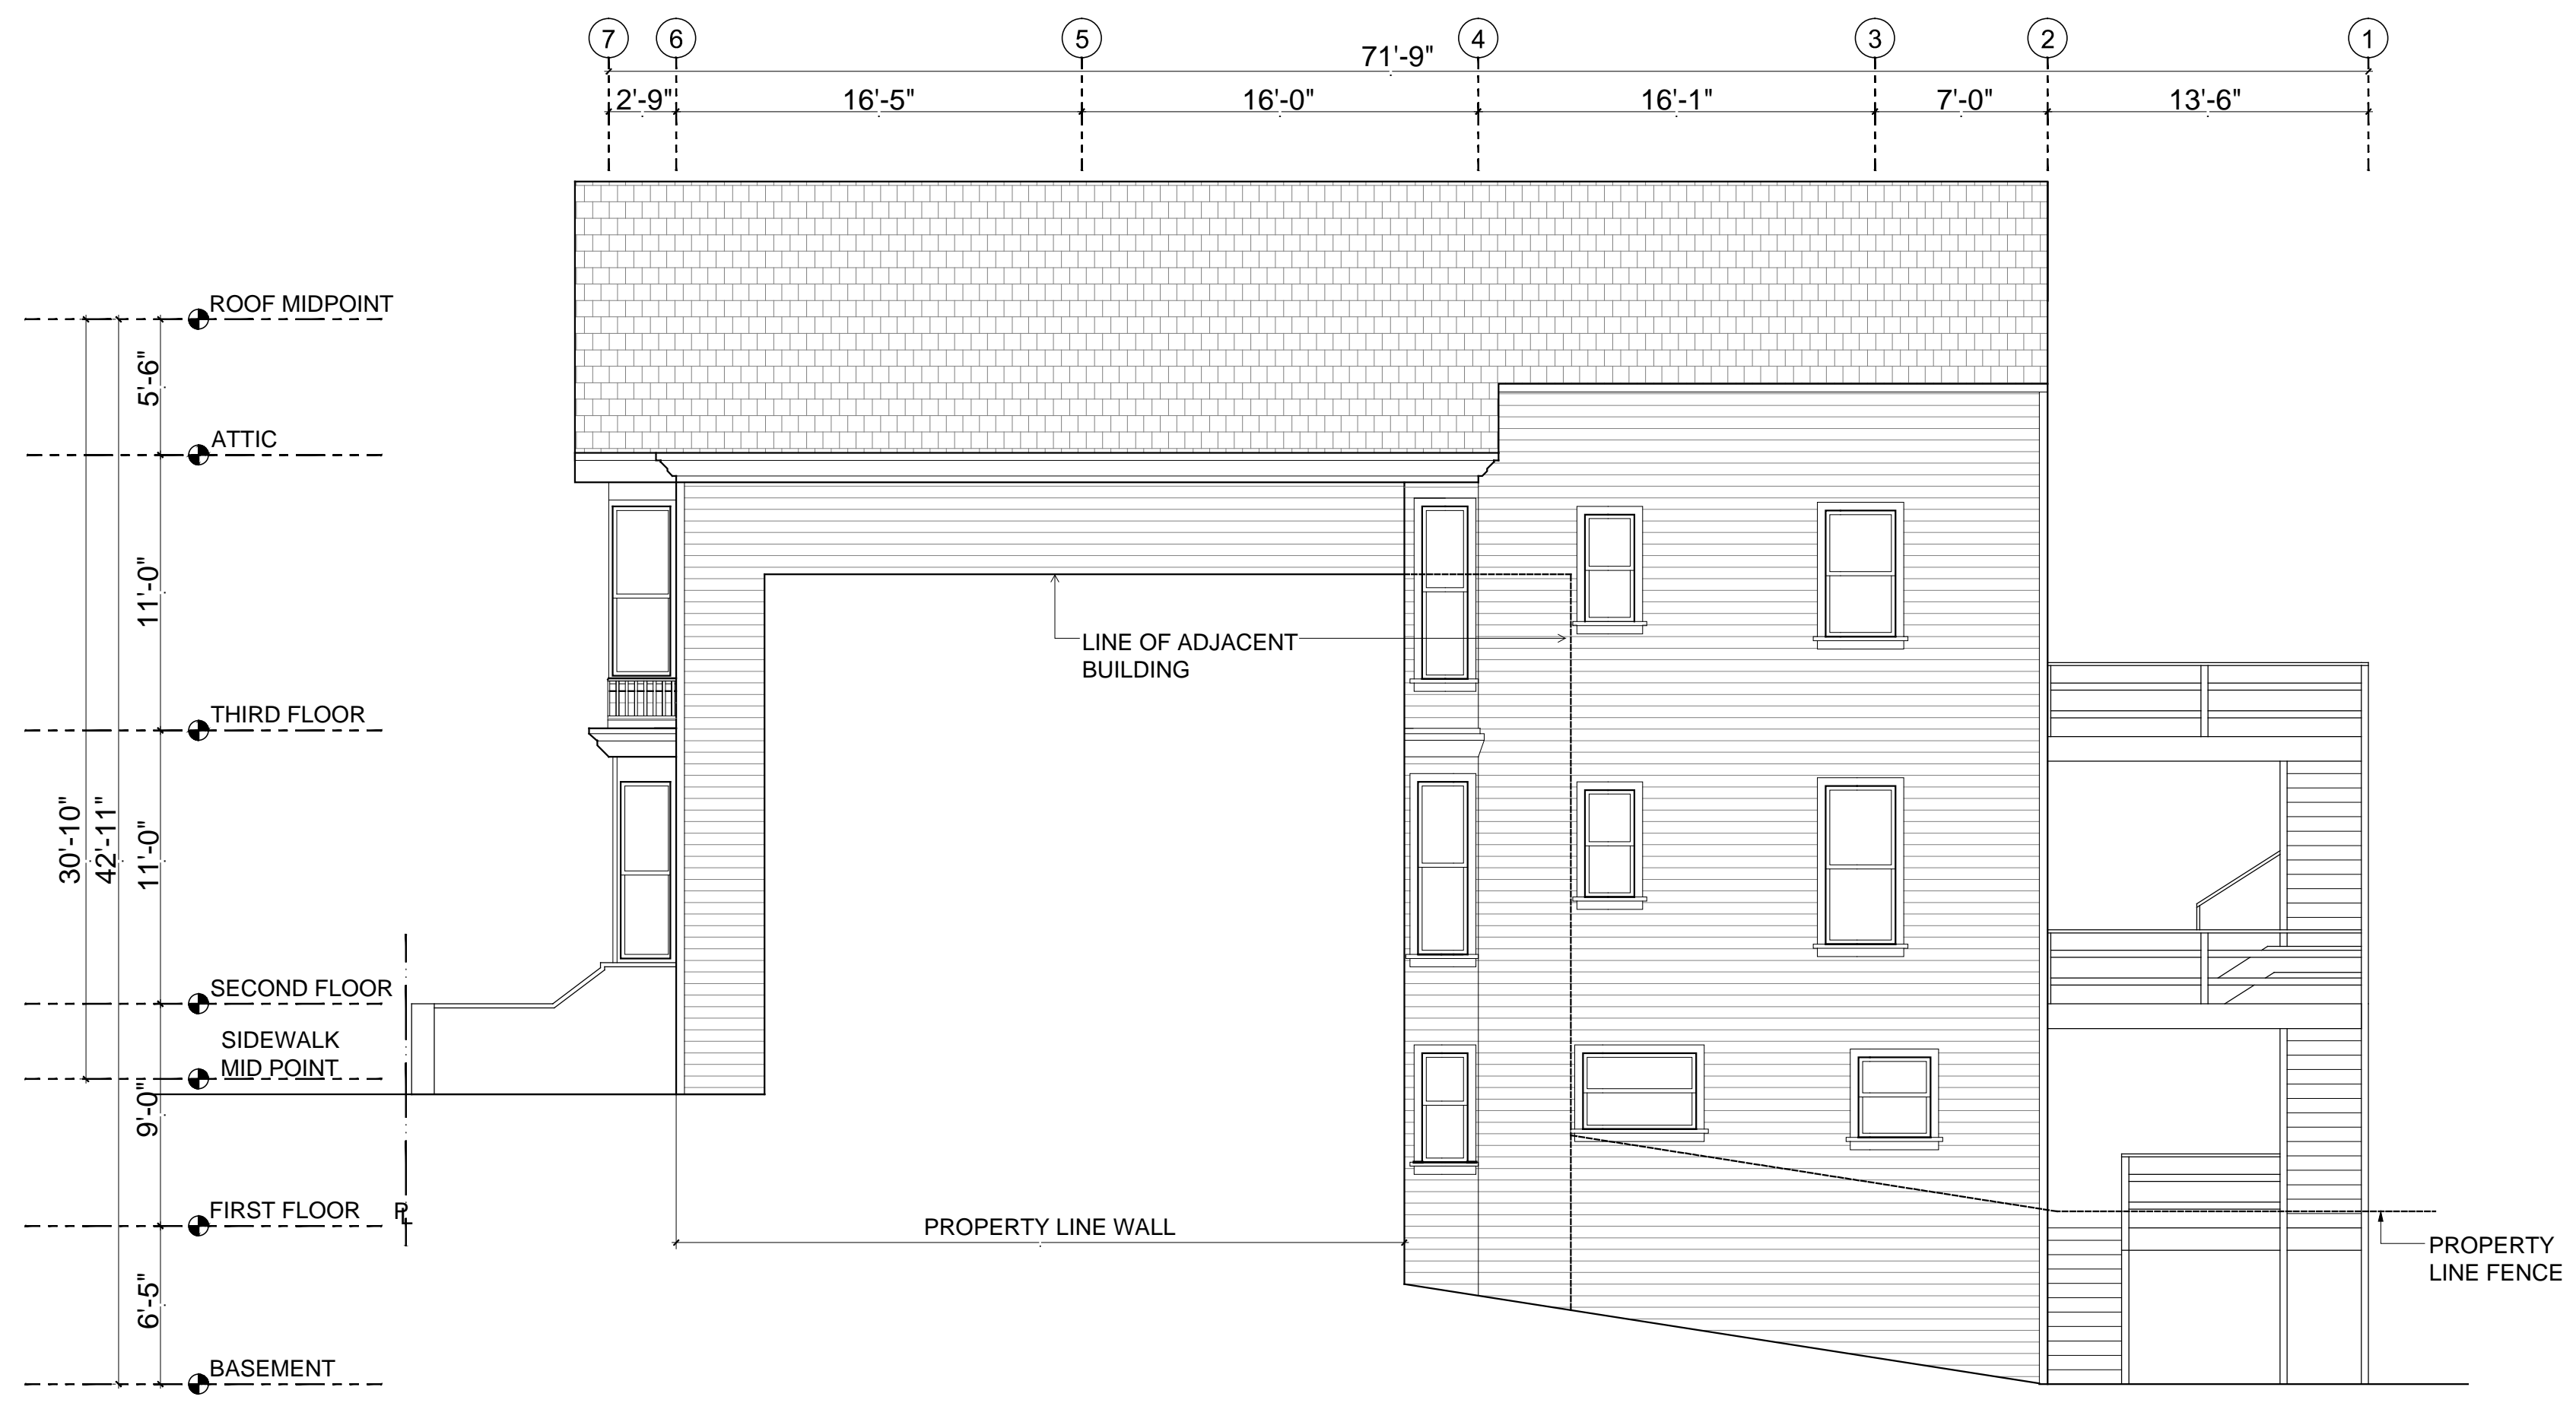 7 6 5 4 3 2 1
71'-9"
2'-9" 16'-5" 16'-0" 16'-1" 7'-0" 13'-6"
ROOF MIDPOINT
5'-6"
ATTIC
11'-0"
LINE OF ADJACENT
BUILDING
THIRD FLOOR
30'-10"
42'-11"
11'-0"
SECOND FLOOR
SIDEWALK
MID POINT
9'-0"
FIRST FLOOR
PL
PROPERTY LINE WALL
PROPERTY
LINE FENCE
6'-5"
BASEMENT